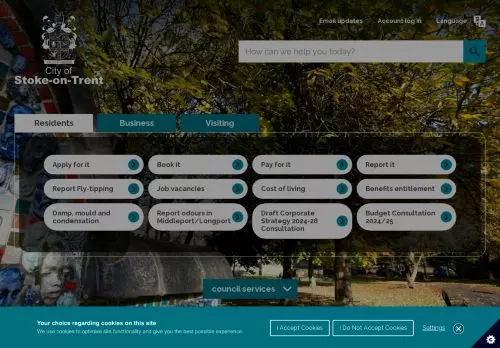 Email updates
Account log in
Language
City of
Stoke-on-Trent
How can we help you today?
Residents
Business
Visiting
Apply for it
Book it
Pay for it
Report it
Report Fly-tipping
Job vacancies
Cost of living
Benefits entitlement
Damp, mould and
condensation
Report odours in
Middleport/Longport
Draft Corporate
Strategy 2024-28
Consultation
Budget Consultation
2024/25
council services
Your choice regarding cookies on this site
We use cookies to optimise site functionality and give you the best possible experience.
I Accept Cookies
I Do Not Accept Cookies
Settings